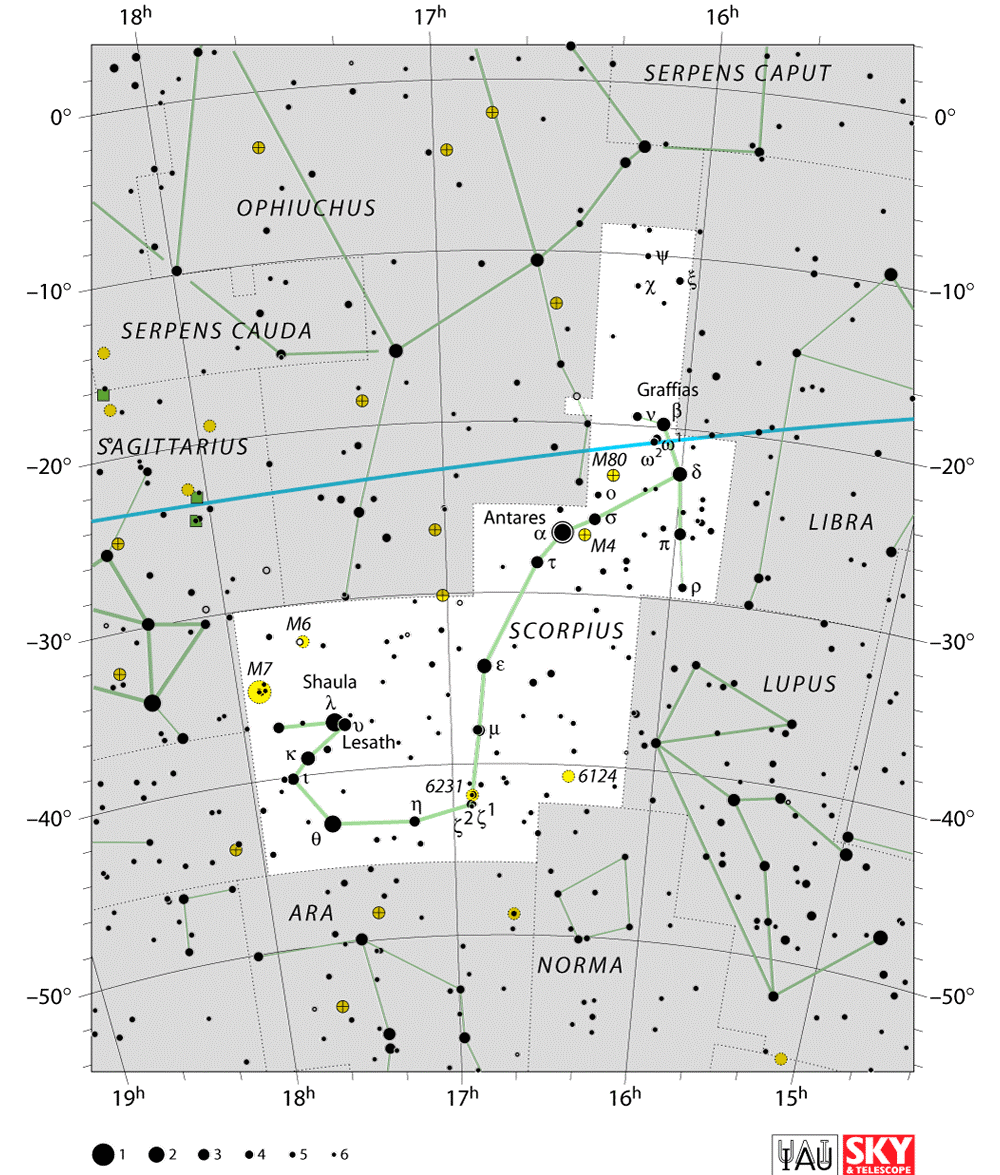 18h 17h 16h
SERPENS CAPUT
0° 0°
OPHIUCHUS
ψ
ξ
χ
−10° −10°
SERPENS CAUDA
Graffias
ν β
SAGITTARIUS
ω2 ω1
M80
−20° δ −20°
ο
Antares σ LIBRA
α M4 π
τ
ρ
M6 SCORPIUS
−30° −30°
M7 ε
Shaula LUPUS
λ
υ μ
Lesath
κ
ι 6231 6124
−40° η −40°
θ ζ2 ζ1
ARA
NORMA
−50° −50°
19h 18h 17h 16h 15h
1 2 3 4 5 6
IAU SKY
& TELESCOPE